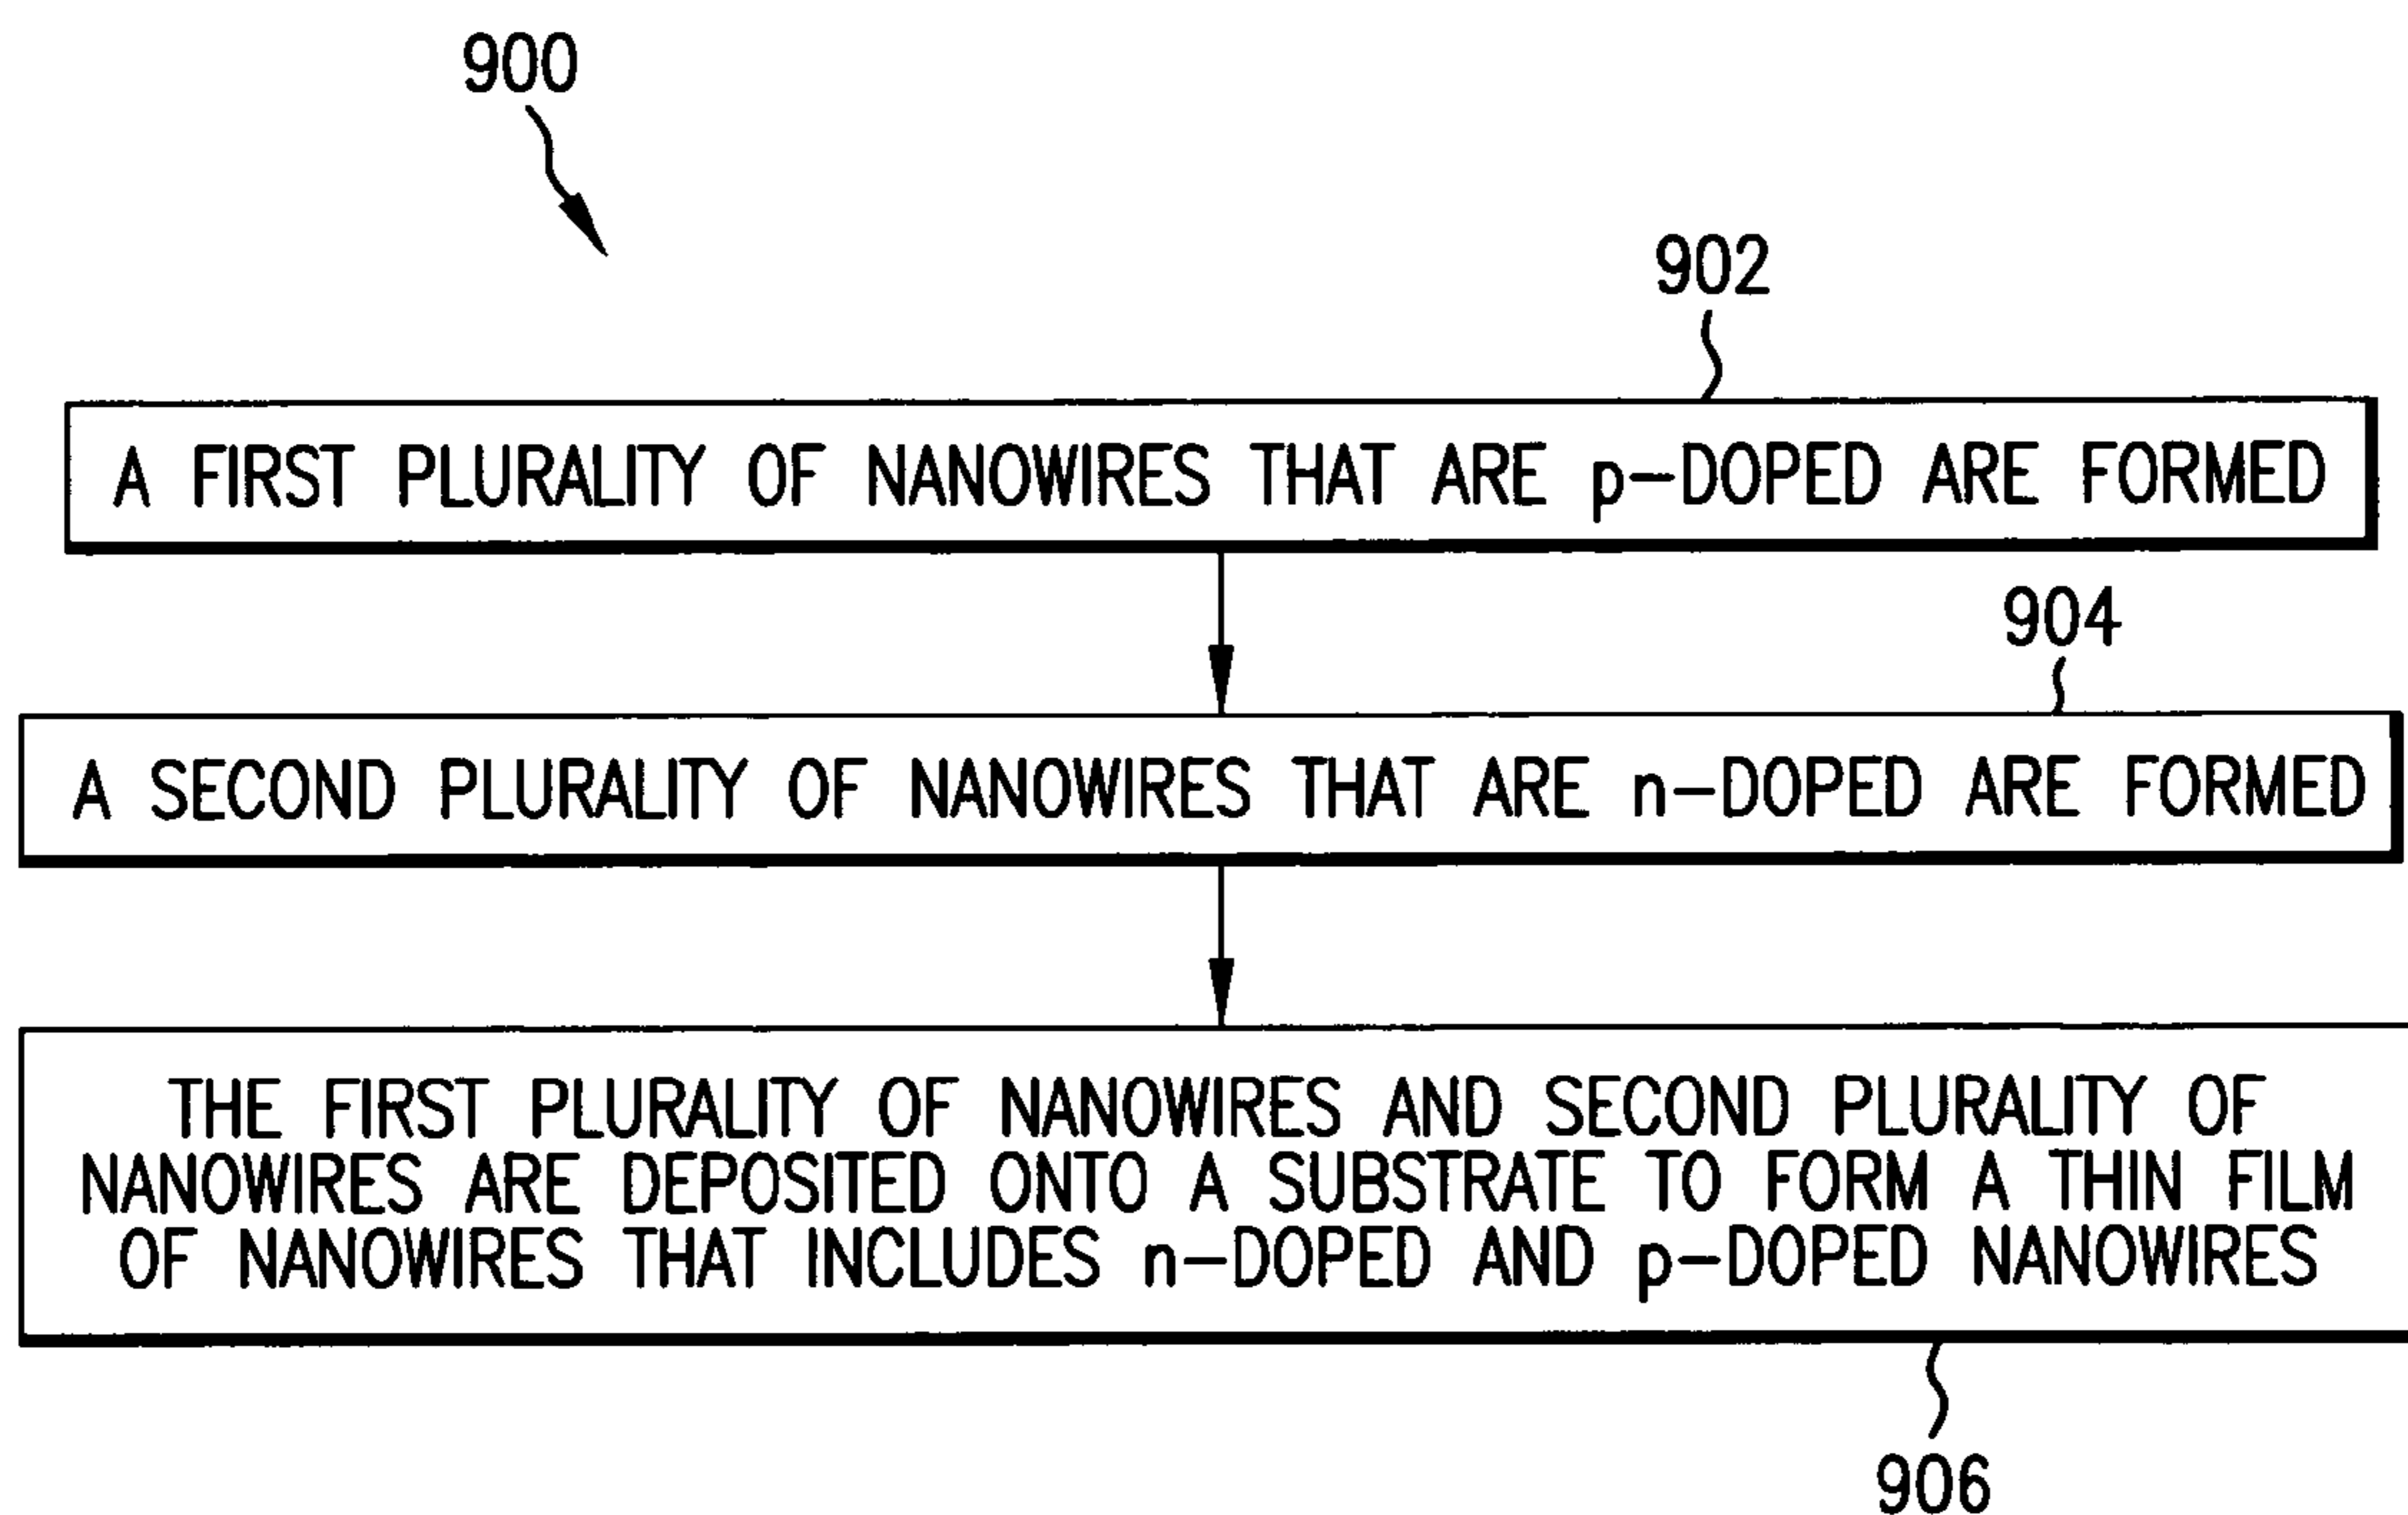 900
902
A FIRST PLURALITY OF NANOWIRES THAT ARE p-DOPED ARE FORMED
904
A SECOND PLURALITY OF NANOWIRES THAT ARE n-DOPED ARE FORMED
THE FIRST PLURALITY OF NANOWIRES AND SECOND PLURALITY OF
NANOWIRES ARE DEPOSITED ONTO A SUBSTRATE TO FORM A THIN FILM
OF NANOWIRES THAT INCLUDES n-DOPED AND p-DOPED NANOWIRES
906